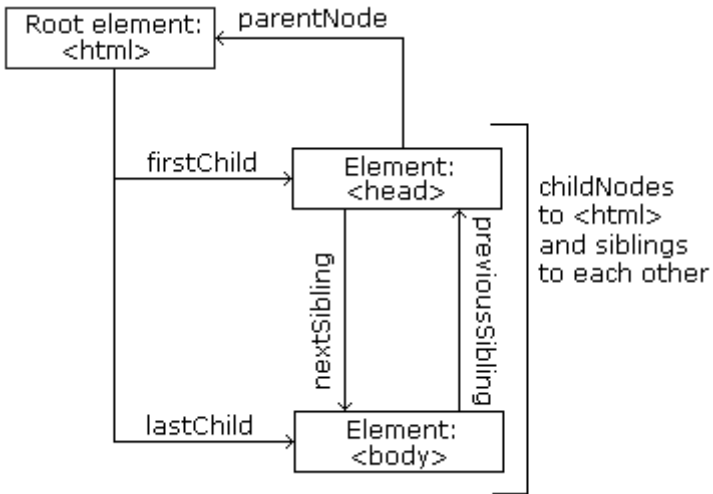 Root element:
<html>
parentNode
firstChild
Element:
<head>
childNodes
to <html>
and siblings
to each other
nextSibling
previousSibling
lastChild
Element:
<body>